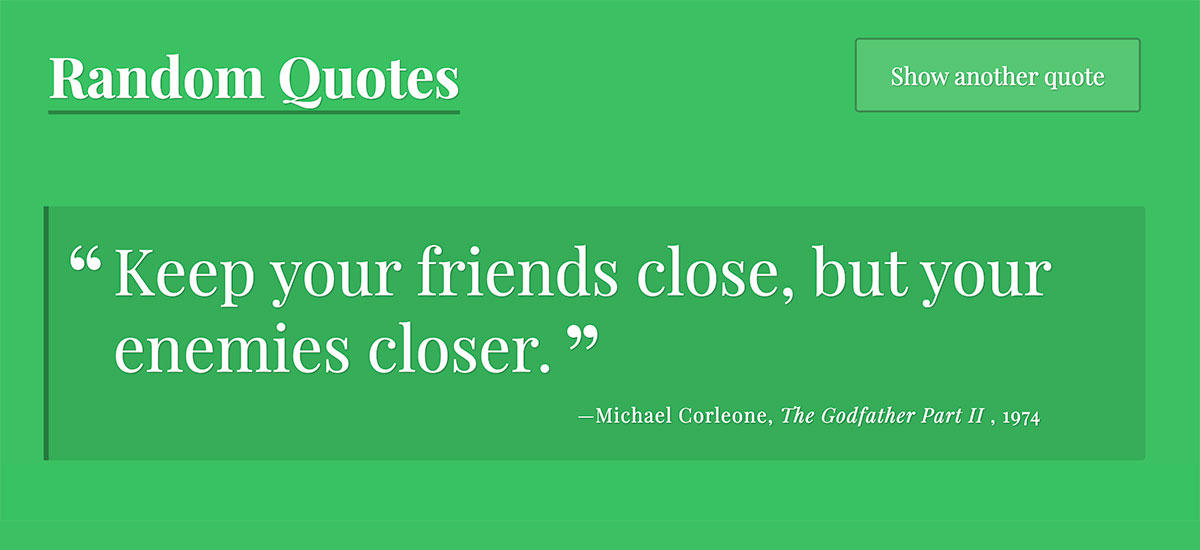 Random Quotes
Show another quote
“Keep your friends close, but your
enemies closer.”
—Michael Corleone, The Godfather Part II , 1974